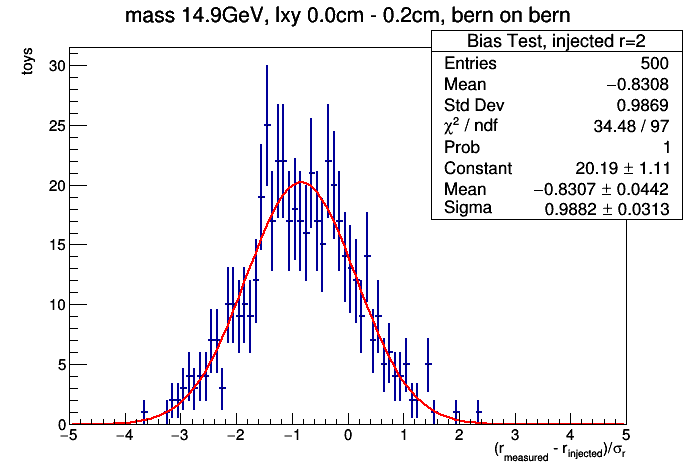 mass 14.9GeV, lxy 0.0cm - 0.2cm, bern on bern
Bias Test, injected r=2
Entries 500
Mean −0.8308
Std Dev 0.9869
χ² / ndf 34.48 / 97
Prob 1
Constant 20.19 ± 1.11
Mean −0.8307 ± 0.0442
Sigma 0.9882 ± 0.0313
toys
30
25
20
15
10
5
0
−5 −4 −3 −2 −1 0 1 2 3 4 5
(r_measured - r_injected)/σ_r